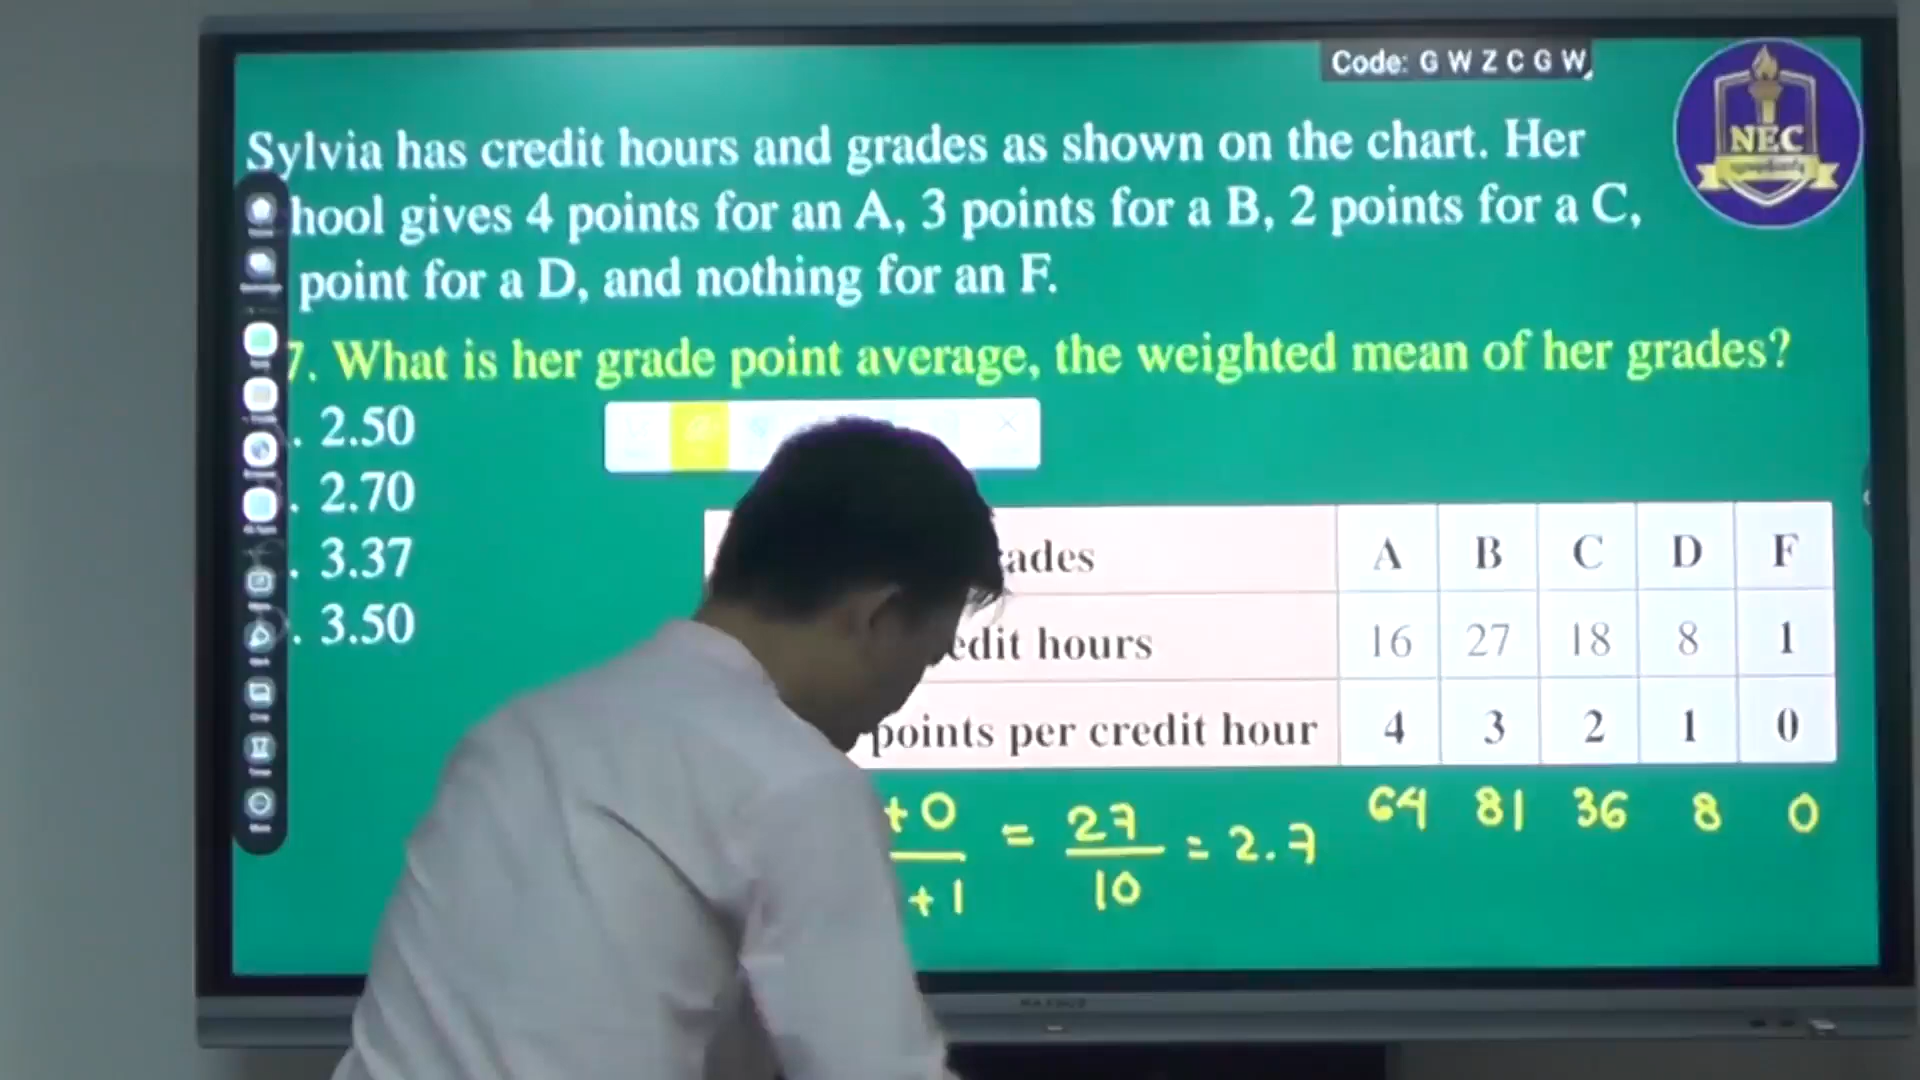 Code: G W Z C G W
NEC
Sylvia has credit hours and grades as shown on the chart. Her
hool gives 4 points for an A, 3 points for a B, 2 points for a C,
point for a D, and nothing for an F.
7. What is her grade point average, the weighted mean of her grades?
. 2.50
. 2.70
. 3.37
. 3.50
ades A B C D F
edit hours 16 27 18 8 1
points per credit hour 4 3 2 1 0
64 81 36 8 0
+ 0 = 27 = 2.7
+ 1 10